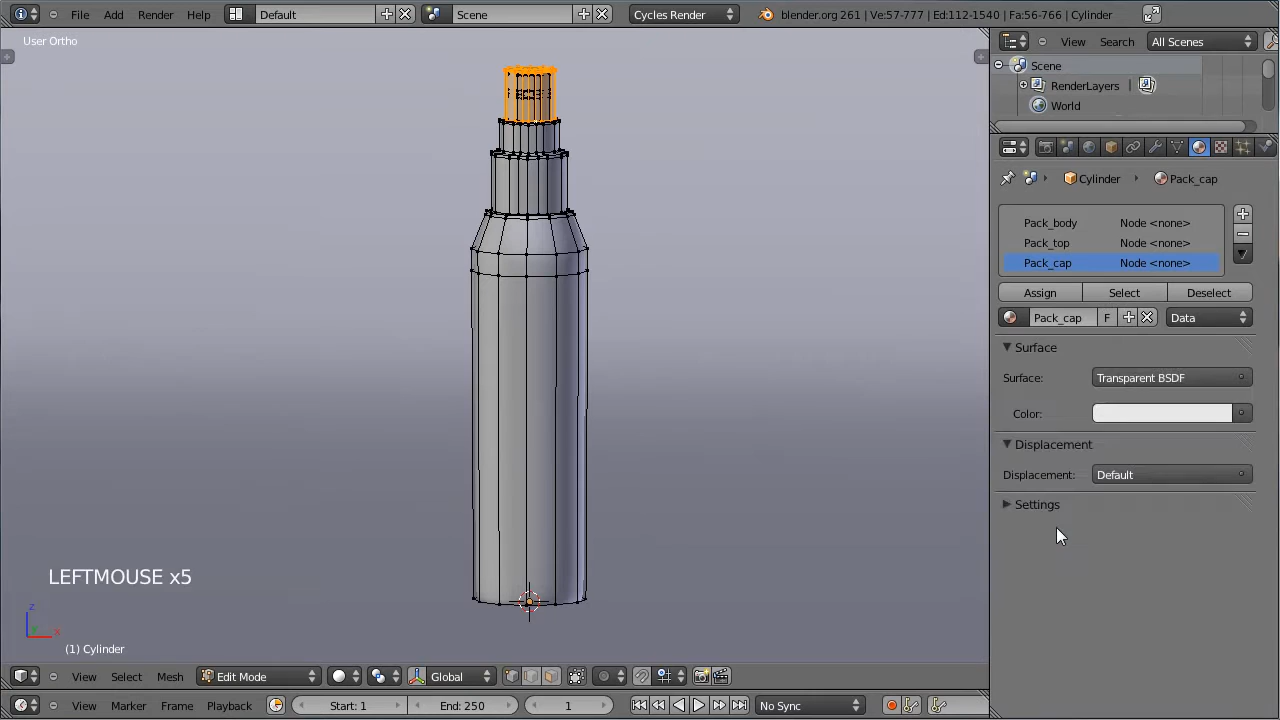 File Add Render Help Default Scene Cycles Render blender.org 261 | Ve:57-777 | Ed:112-1540 | Fa:56-766 | Cylinder
User Ortho
View Search All Scenes
Scene
RenderLayers |
World
Cylinder Pack_cap
Pack_body Node <none>
Pack_top Node <none>
Pack_cap Node <none>
Assign Select Deselect
Pack_cap F Data
Surface
Surface: Transparent BSDF
Color:
Displacement
Displacement: Default
Settings
LEFTMOUSE x5
z
y
x
(1) Cylinder
View Select Mesh Edit Mode Global
View Marker Frame Playback Start: 1 End: 250 1 No Sync